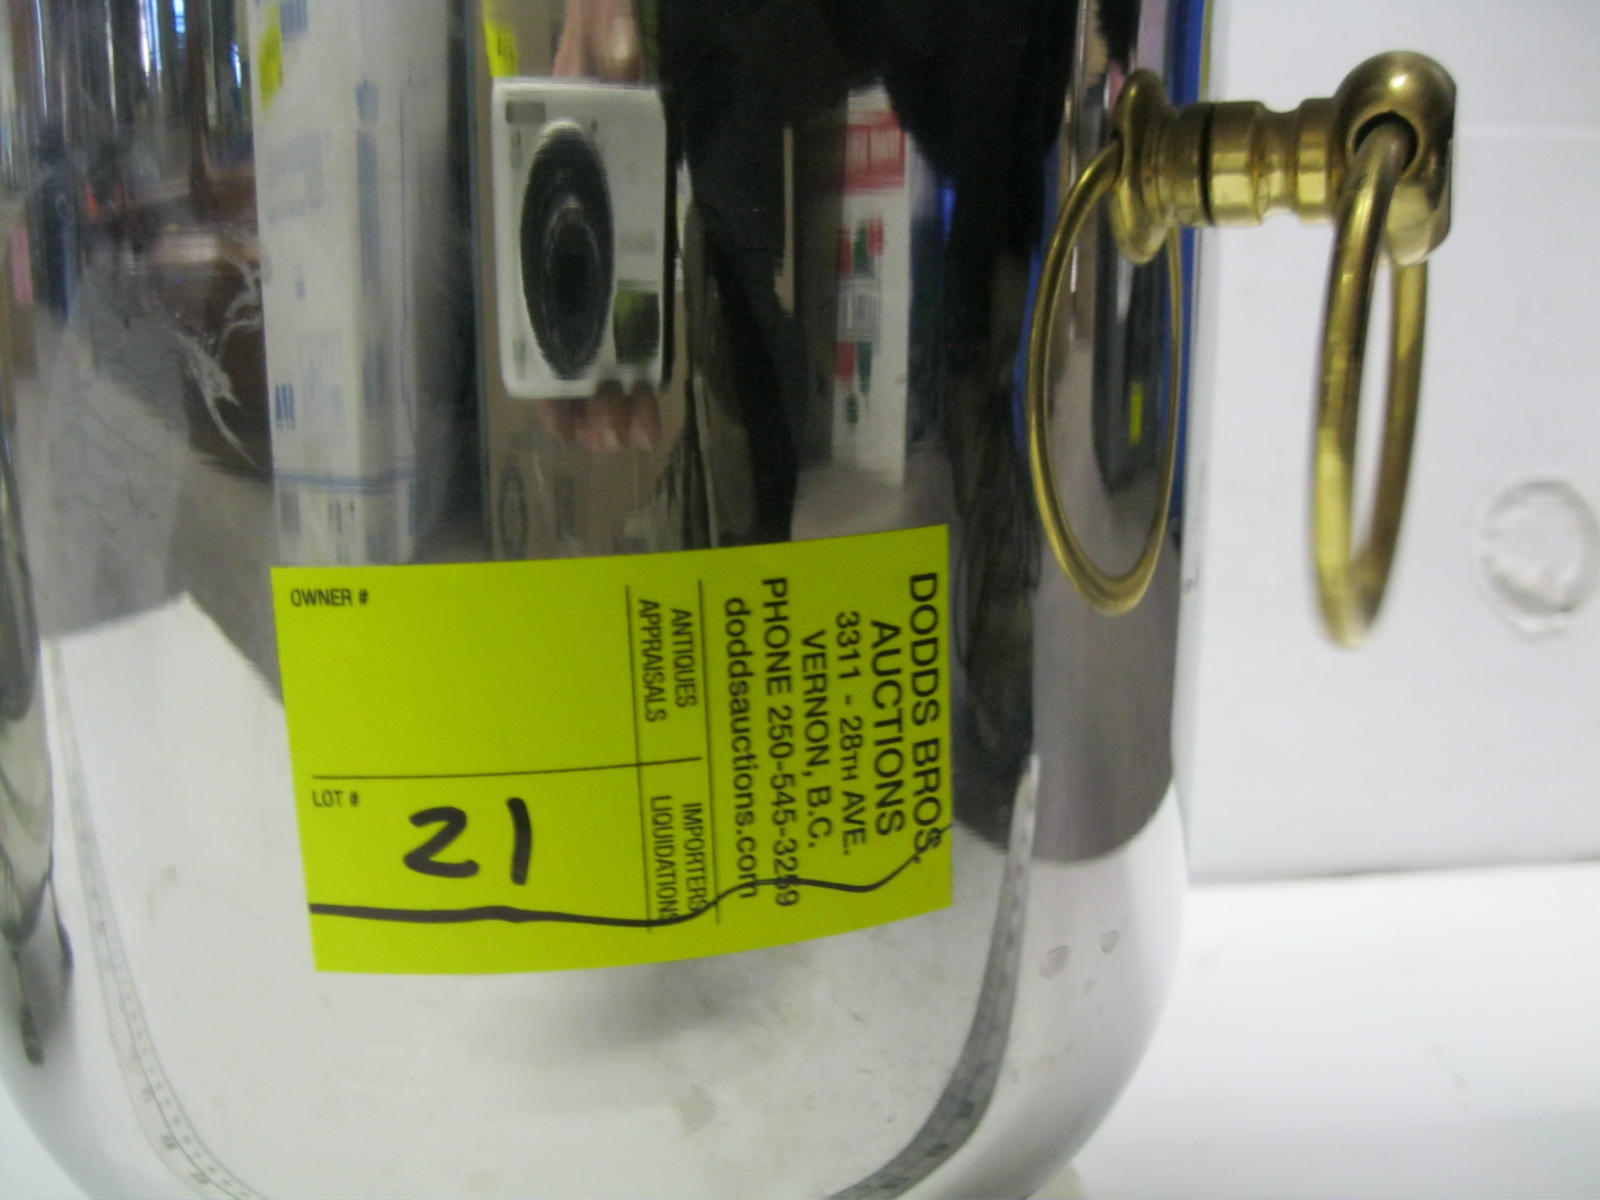 OWNER #
LOT #
21
ANTIQUES
APPRAISALS
IMPORTERS
LIQUIDATIONS
DODDS BROS.
AUCTIONS
3311 - 28TH AVE.
VERNON, B.C.
PHONE 250-545-3259
doddsauctions.com